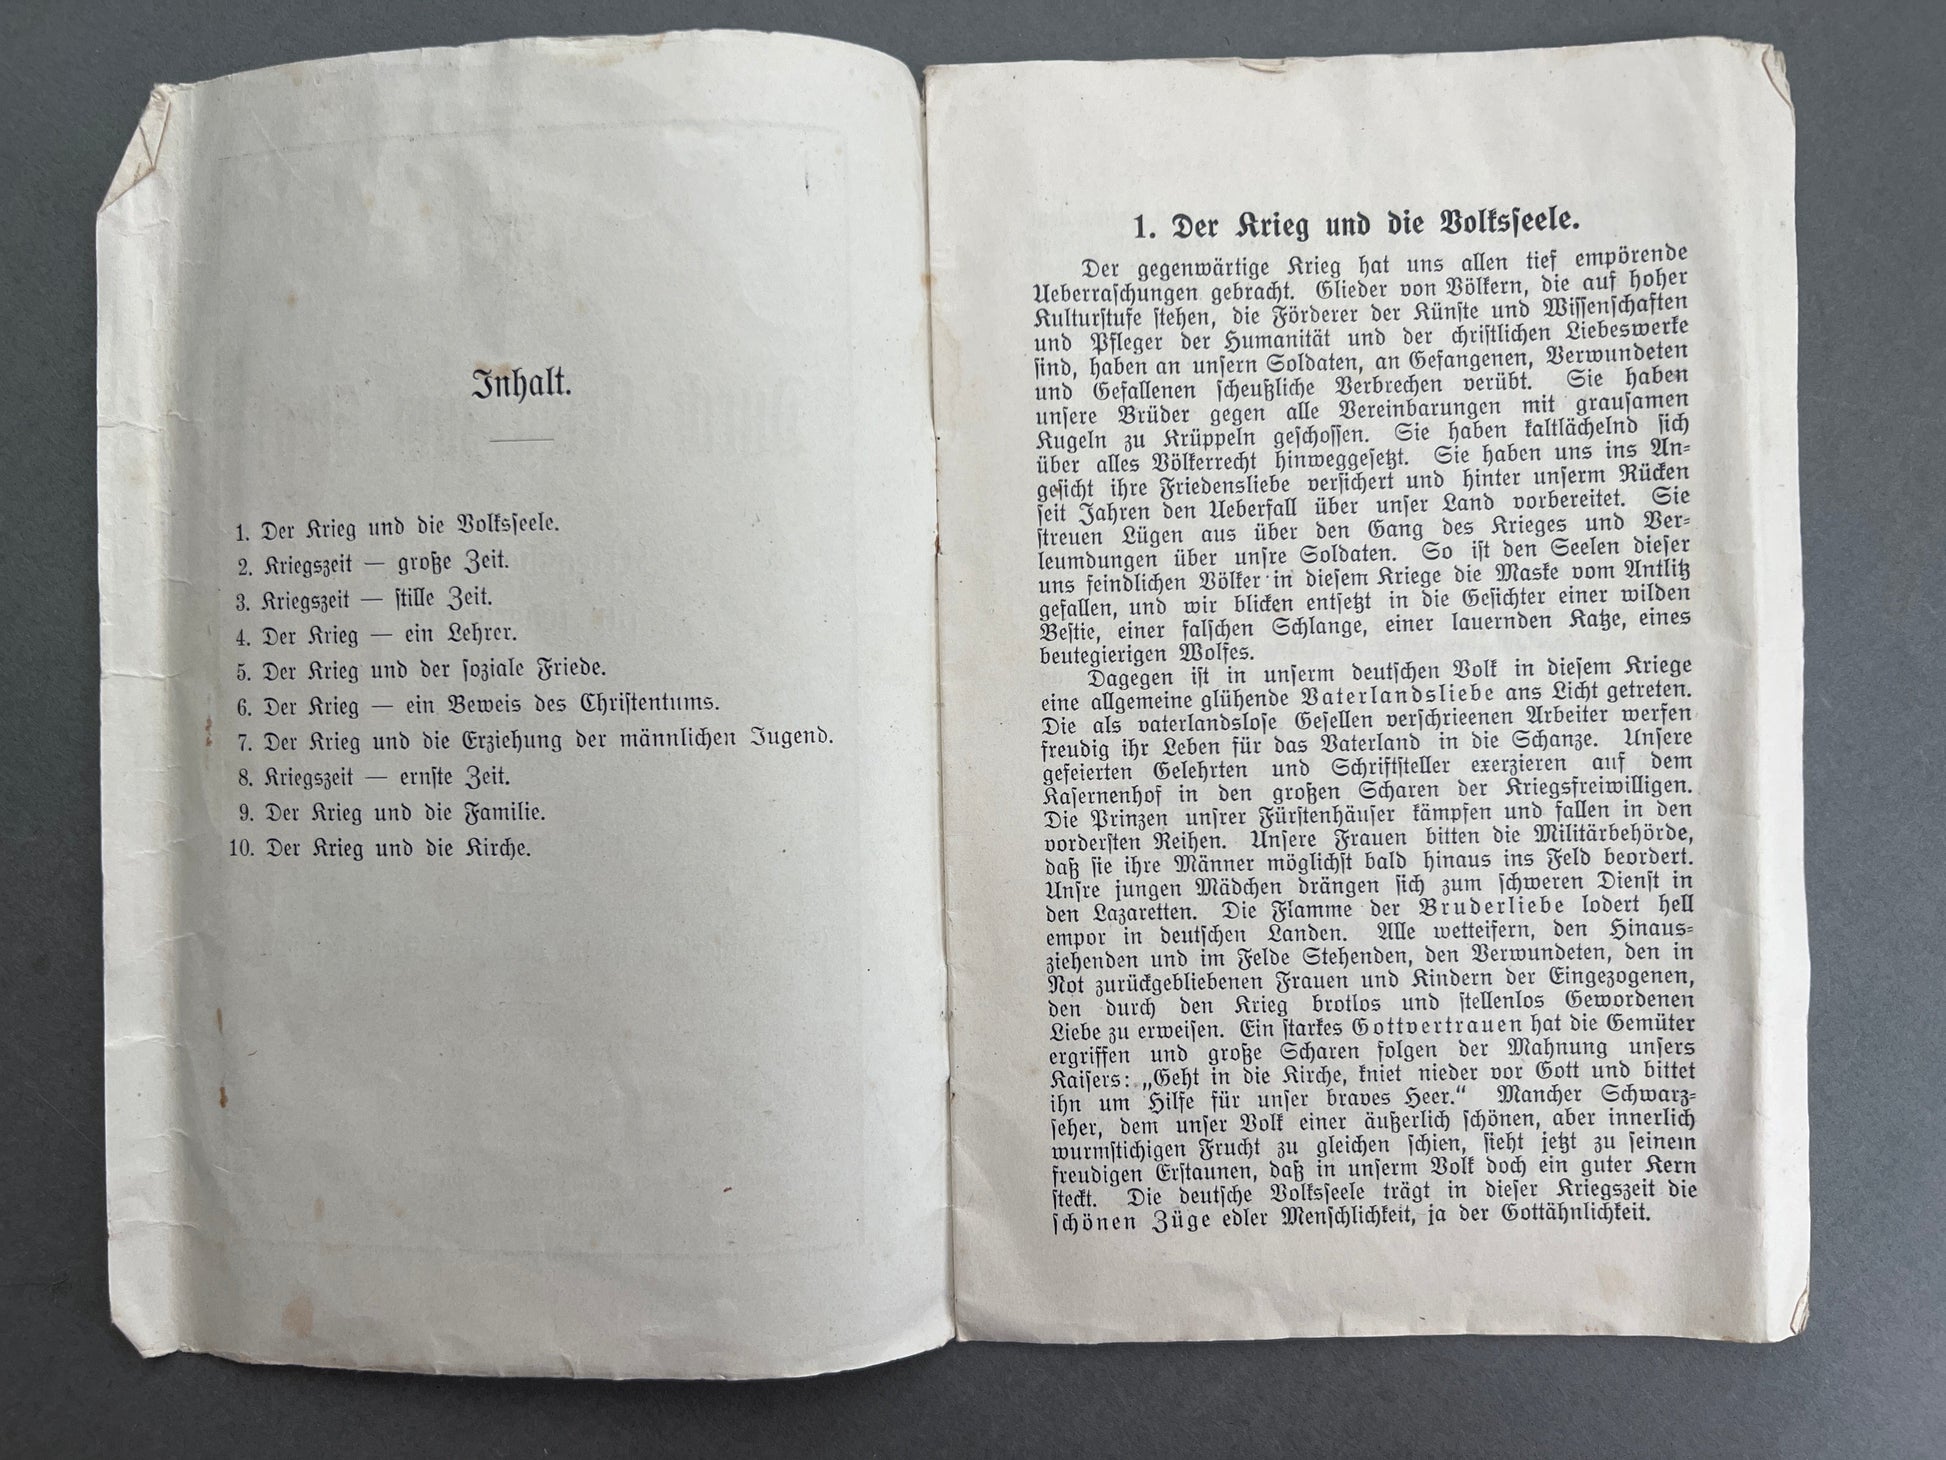 Inhalt.
1. Der Krieg und die Volksseele.
2. Kriegszeit — große Zeit.
3. Kriegszeit — stille Zeit.
4. Der Krieg — ein Lehrer.
5. Der Krieg und der soziale Friede.
6. Der Krieg — ein Beweis des Christentums.
7. Der Krieg und die Erziehung der männlichen Jugend.
8. Kriegszeit — ernste Zeit.
9. Der Krieg und die Familie.
10. Der Krieg und die Kirche.
1. Der Krieg und die Volksseele.
Der gegenwärtige Krieg hat uns allen tief empörende
Ueberraschungen gebracht. Glieder von Völkern, die auf hoher
Kulturstufe stehen, die Förderer der Künste und Wissenschaften
und Pfleger der Humanität und der christlichen Liebeswerke
sind, haben an unsern Soldaten, an Gefangenen, Verwundeten
und Gefallenen scheußliche Verbrechen verübt. Sie haben
unsere Brüder gegen alle Vereinbarungen mit grausamen
Kugeln zu Krüppeln geschossen. Sie haben kaltlächelnd sich
über alles Völkerrecht hinweggesetzt. Sie haben uns ins An-
gesicht ihre Friedensliebe versichert und hinter unserm Rücken
seit Jahren den Ueberfall über unser Land vorbereitet. Sie
streuen Lügen aus über den Gang des Krieges und Ver-
leumdungen über unsre Soldaten. So ist den Seelen dieser
uns feindlichen Völker in diesem Kriege die Maske vom Antlitz
gefallen, und wir blicken entsetzt in die Gesichter einer wilden
Bestie, einer falschen Schlange, einer lauernden Katze, eines
beutegierigen Wolfes.
Dagegen ist in unserm deutschen Volk in diesem Kriege
eine allgemeine glühende Vaterlandsliebe ans Licht getreten.
Die als vaterlandslose Gesellen verschrieenen Arbeiter werfen
freudig ihr Leben für das Vaterland in die Schanze. Unsere
gefeierten Gelehrten und Schriftsteller exerzieren auf dem
Kasernenhof in den großen Scharen der Kriegsfreiwilligen.
Die Prinzen unsrer Fürstenhäuser kämpfen und fallen in den
vordersten Reihen. Unsere Frauen bitten die Militärbehörde,
daß sie ihre Männer möglichst bald hinaus ins Feld beordert.
Unsre jungen Mädchen drängen sich zum schweren Dienst in
den Lazaretten. Die Flamme der Bruderliebe lodert hell
empor in deutschen Landen. Alle wetteifern, den Hinaus-
ziehenden und im Felde Stehenden, den Verwundeten, den in
Not zurückgebliebenen Frauen und Kindern der Eingezogenen,
den durch den Krieg brotlos und stellenlos Gewordenen
Liebe zu erweisen. Ein starkes Gottvertrauen hat die Gemüter
ergriffen und große Scharen folgen der Mahnung unsers
Kaisers: „Geht in die Kirche, kniet nieder vor Gott und bittet
ihn um Hilfe für unser braves Heer.“ Mancher Schwarz-
seher, dem unser Volk einer äußerlich schönen, aber innerlich
wurmstichigen Frucht zu gleichen schien, sieht jetzt zu seinem
freudigen Erstaunen, daß in unserm Volk doch ein guter Kern
steckt. Die deutsche Volksseele trägt in dieser Kriegszeit die
schönen Züge edler Menschlichkeit, ja der Gottähnlichkeit.